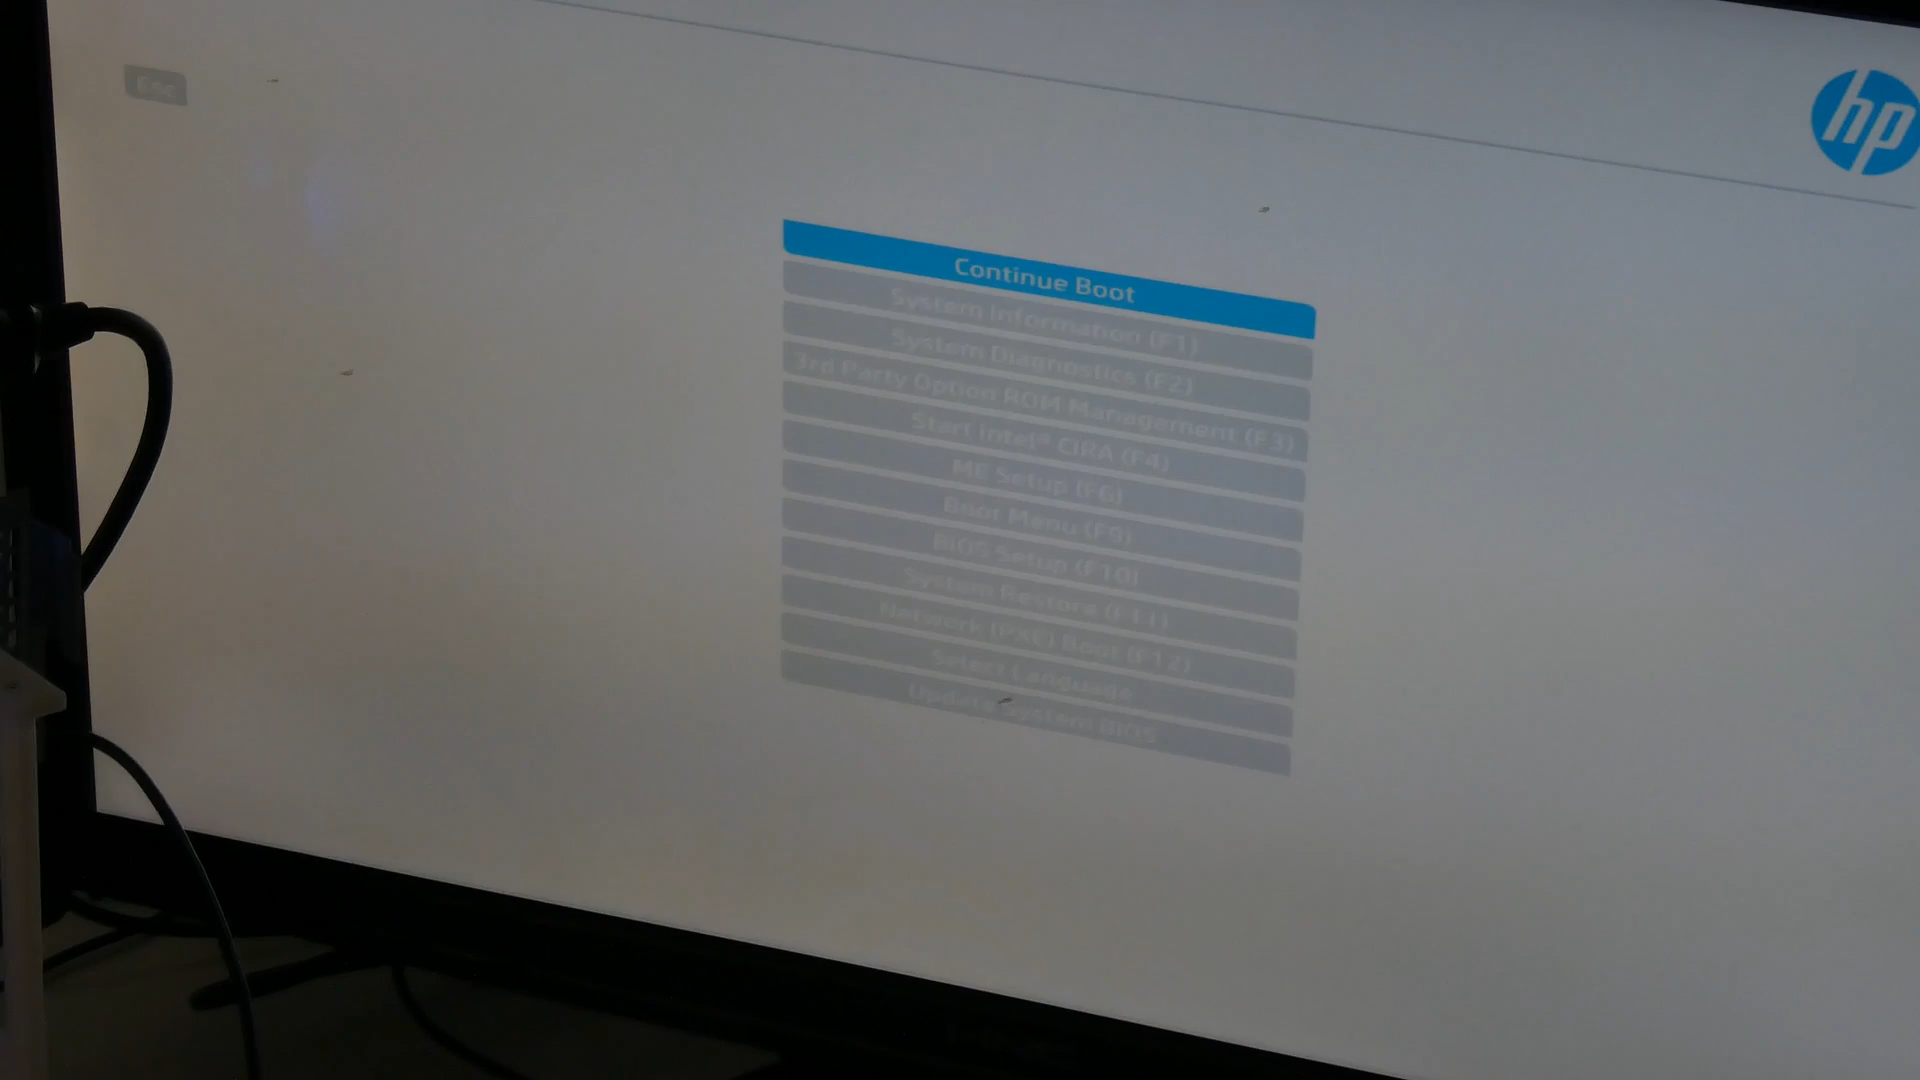 Esc
hp
Continue Boot
System Information (F1)
System Diagnostics (F2)
3rd Party Option ROM Management (F3)
Start Intel® CIRA (F4)
ME Setup (F6)
Boot Menu (F9)
BIOS Setup (F10)
System Restore (F11)
Network (PXE) Boot (F12)
Select Language
Update System BIOS